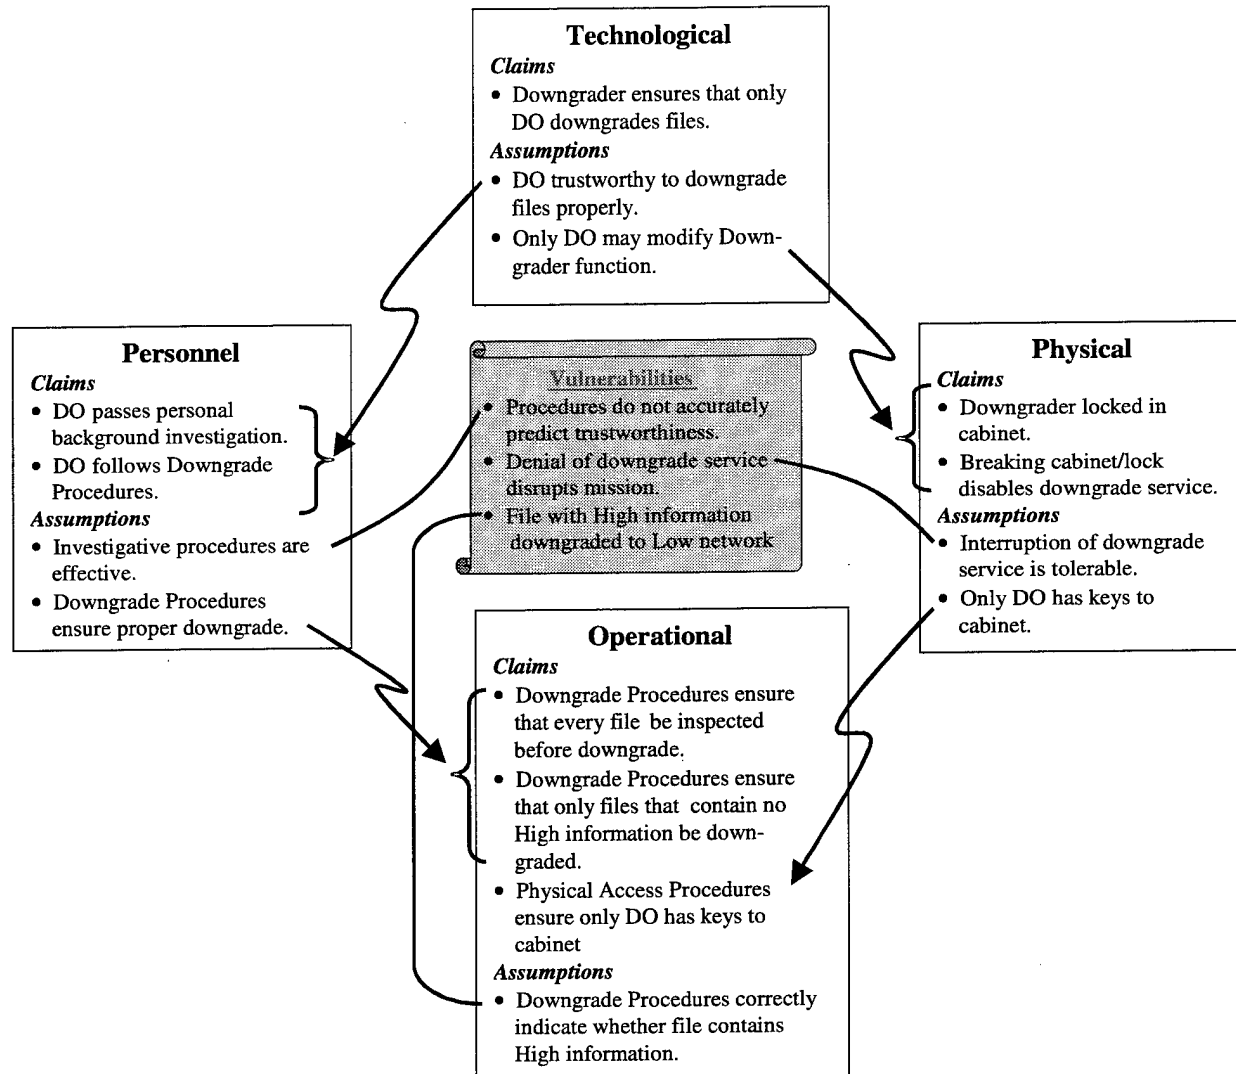 Technological
Claims
• Downgrader ensures that only
DO downgrades files.
Assumptions
• DO trustworthy to downgrade
files properly.
• Only DO may modify Down-
grader function.
Personnel
Claims
• DO passes personal
background investigation.
• DO follows Downgrade
Procedures.
Assumptions
• Investigative procedures are
effective.
• Downgrade Procedures
ensure proper downgrade.
Vulnerabilities
• Procedures do not accurately
predict trustworthiness.
• Denial of downgrade service
disrupts mission.
• File with High information
downgraded to Low network
Physical
Claims
• Downgrader locked in
cabinet.
• Breaking cabinet/lock
disables downgrade service.
Assumptions
• Interruption of downgrade
service is tolerable.
• Only DO has keys to
cabinet.
Operational
Claims
• Downgrade Procedures ensure
that every file be inspected
before downgrade.
• Downgrade Procedures ensure
that only files that contain no
High information be down-
graded.
• Physical Access Procedures
ensure only DO has keys to
cabinet
Assumptions
• Downgrade Procedures correctly
indicate whether file contains
High information.